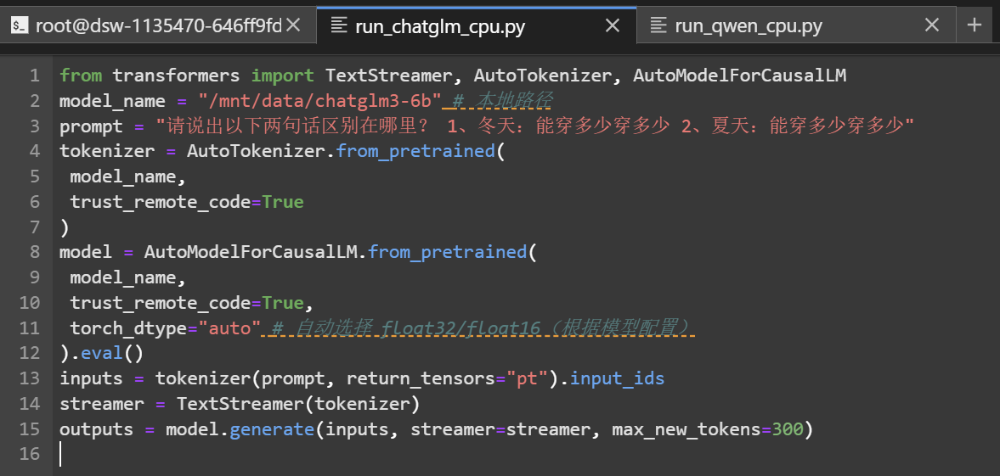 $_ root@dsw-1135470-646ff9fd
run_chatglm_cpu.py
run_qwen_cpu.py
1 from transformers import TextStreamer, AutoTokenizer, AutoModelForCausalLM
2 model_name = "/mnt/data/chatglm3-6b" # 本地路径
3 prompt = "请说出以下两句话区别在哪里？ 1、冬天：能穿多少穿多少 2、夏天：能穿多少穿多少"
4 tokenizer = AutoTokenizer.from_pretrained(
5  model_name,
6  trust_remote_code=True
7 )
8 model = AutoModelForCausalLM.from_pretrained(
9  model_name,
10  trust_remote_code=True,
11  torch_dtype="auto" # 自动选择 float32/float16（根据模型配置）
12 ).eval()
13 inputs = tokenizer(prompt, return_tensors="pt").input_ids
14 streamer = TextStreamer(tokenizer)
15 outputs = model.generate(inputs, streamer=streamer, max_new_tokens=300)
16